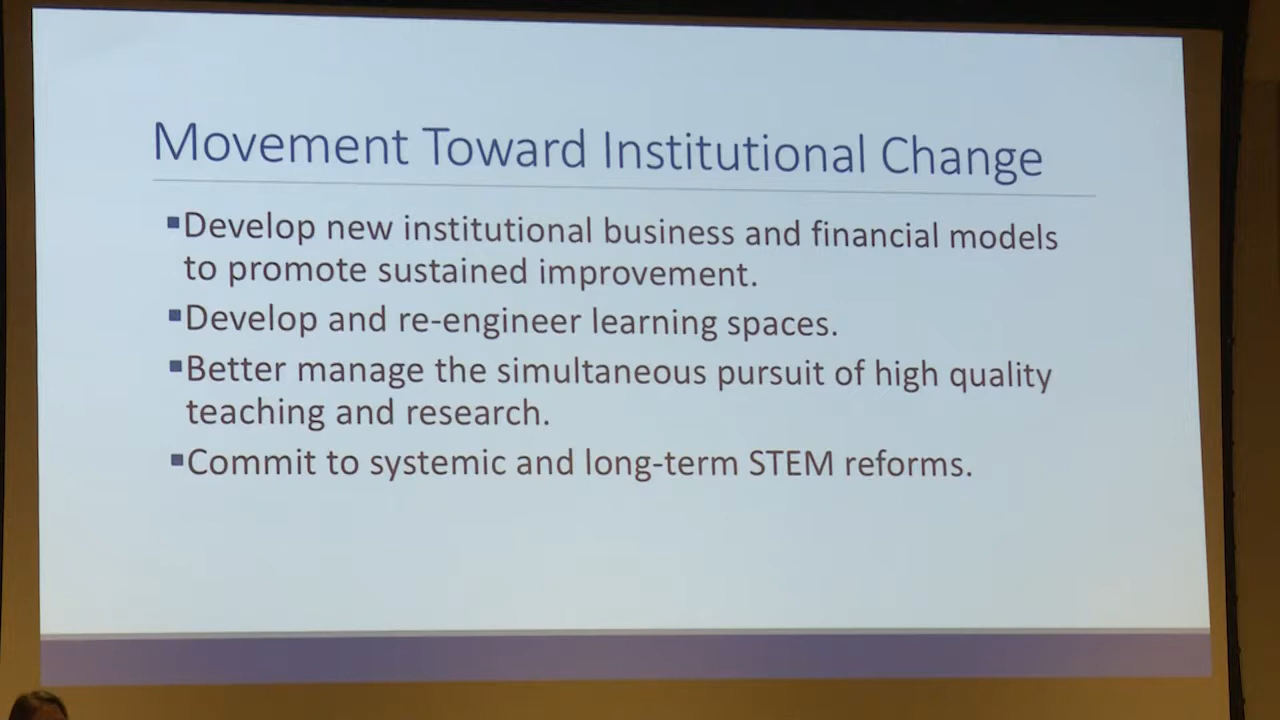 Movement Toward Institutional Change
▪Develop new institutional business and financial models
to promote sustained improvement.
▪Develop and re-engineer learning spaces.
▪Better manage the simultaneous pursuit of high quality
teaching and research.
▪Commit to systemic and long-term STEM reforms.